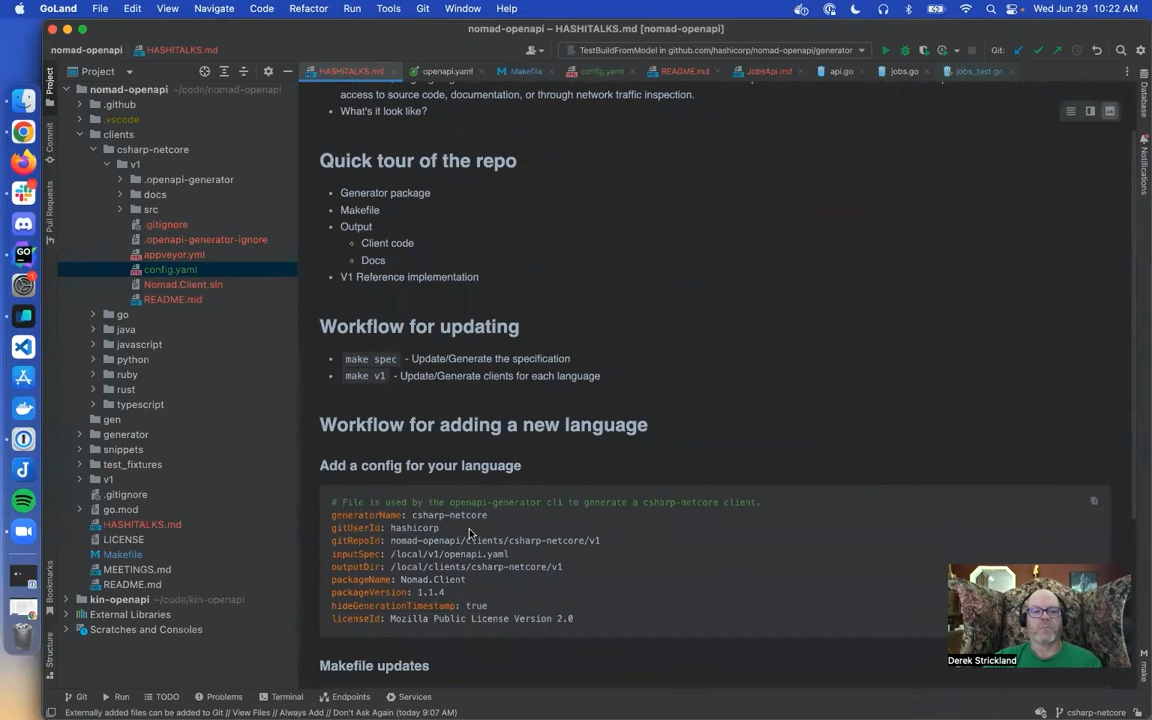 GoLand File Edit View Navigate Code Refactor Run Tools Git Window Help Wed Jun 29 10:22 AM
nomad-openapi – HASHITALKS.md [nomad-openapi]
nomad-openapi HASHITALKS.md TestBuildFromModel in github.com/hashicorp/nomad-openapi/generator Git:
Project HASHITALKS.md openapi.yaml Makefile config.yaml README.md JobsApi.md api.go jobs.go jobs_test.go
Project
Commit
Pull Requests
Bookmarks
Structure
Database
Notifications
make
nomad-openapi ~/code/nomad-openapi
.github
.vscode
clients
csharp-netcore
v1
.openapi-generator
docs
src
.gitignore
.openapi-generator-ignore
appveyor.yml
config.yaml
Nomad.Client.sln
README.md
go
java
javascript
python
ruby
rust
typescript
gen
generator
snippets
test_fixtures
v1
.gitignore
go.mod
HASHITALKS.md
LICENSE
Makefile
MEETINGS.md
README.md
kin-openapi ~/code/kin-openapi
External Libraries
Scratches and Consoles
access to source code, documentation, or through network traffic inspection.
What's it look like?
Quick tour of the repo
Generator package
Makefile
Output
Client code
Docs
V1 Reference implementation
Workflow for updating
make spec - Update/Generate the specification
make v1 - Update/Generate clients for each language
Workflow for adding a new language
Add a config for your language
# File is used by the openapi-generator cli to generate a csharp-netcore client.
generatorName: csharp-netcore
gitUserId: hashicorp
gitRepoId: nomad-openapi/clients/csharp-netcore/v1
inputSpec: /local/v1/openapi.yaml
outputDir: /local/clients/csharp-netcore/v1
packageName: Nomad.Client
packageVersion: 1.1.4
hideGenerationTimestamp: true
licenseId: Mozilla Public License Version 2.0
Makefile updates
Derek Strickland
Git Run TODO Problems Terminal Endpoints Services
Externally added files can be added to Git // View Files // Always Add // Don't Ask Again (today 9:07 AM) csharp-netcore